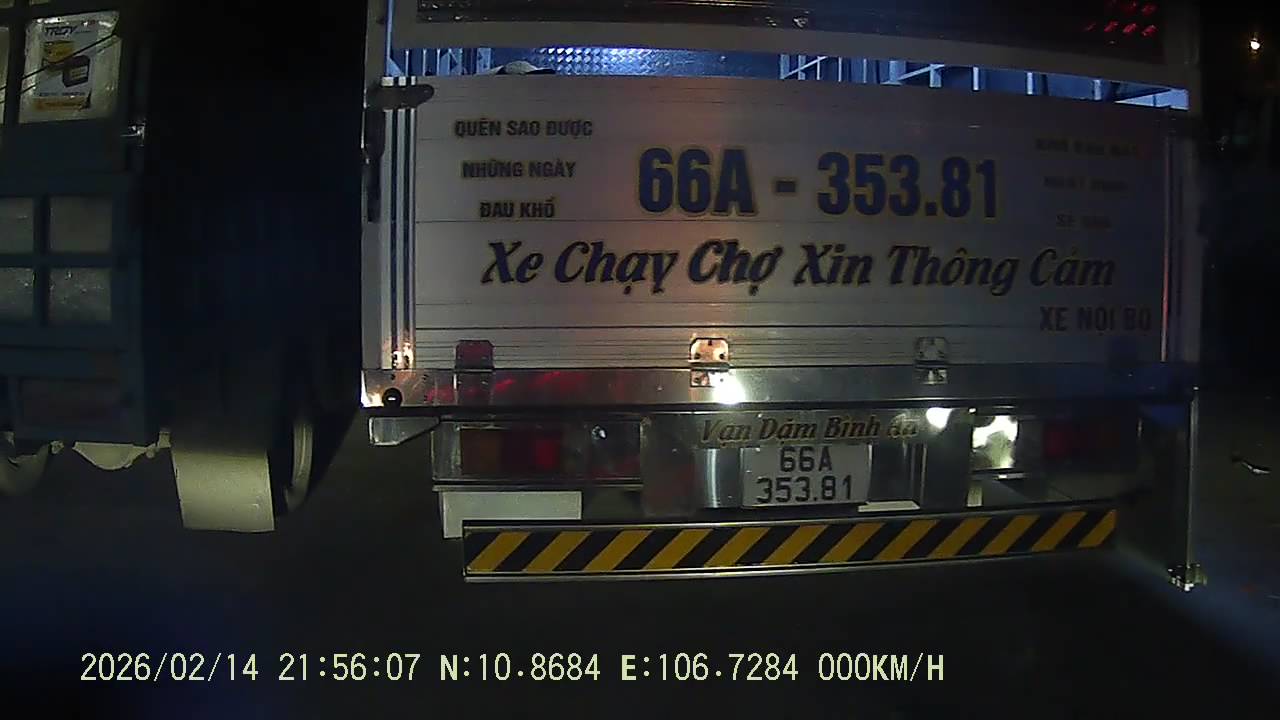 TROY
QUÊN SAO ĐƯỢC
NHỮNG NGÀY
ĐAU KHỔ
66A - 353.81
Xe Chạy Chợ Xin Thông Cảm
XE NỘI BỘ
Vạn Dặm Bình An
66A
353.81
2026/02/14 21:56:07 N:10.8684 E:106.7284 000KM/H